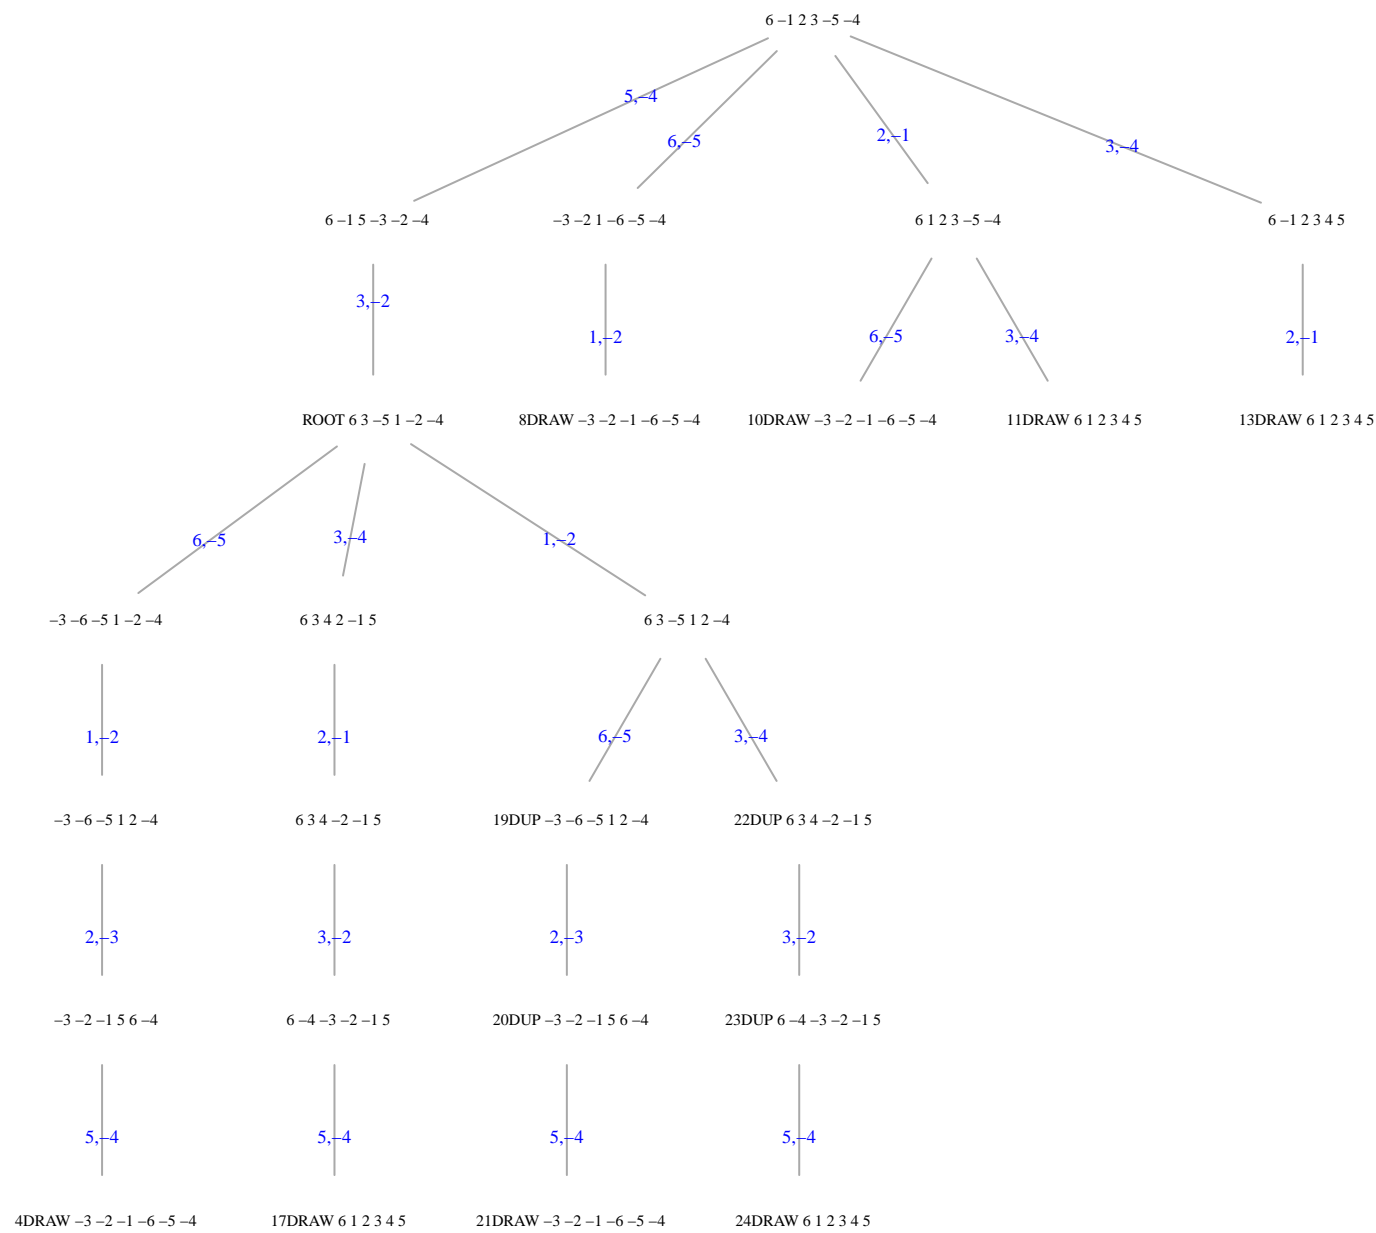 6 –1 2 3 –5 –4
5,–4
6,–5
2,–1
3,–4
6 –1 5 –3 –2 –4
–3 –2 1 –6 –5 –4
6 1 2 3 –5 –4
6 –1 2 3 4 5
3,–2
1,–2
6,–5
3,–4
2,–1
ROOT 6 3 –5 1 –2 –4
8DRAW –3 –2 –1 –6 –5 –4
10DRAW –3 –2 –1 –6 –5 –4
11DRAW 6 1 2 3 4 5
13DRAW 6 1 2 3 4 5
6,–5
3,–4
1,–2
–3 –6 –5 1 –2 –4
6 3 4 2 –1 5
6 3 –5 1 2 –4
1,–2
2,–1
6,–5
3,–4
–3 –6 –5 1 2 –4
6 3 4 –2 –1 5
19DUP –3 –6 –5 1 2 –4
22DUP 6 3 4 –2 –1 5
2,–3
3,–2
2,–3
3,–2
–3 –2 –1 5 6 –4
6 –4 –3 –2 –1 5
20DUP –3 –2 –1 5 6 –4
23DUP 6 –4 –3 –2 –1 5
5,–4
5,–4
5,–4
5,–4
4DRAW –3 –2 –1 –6 –5 –4
17DRAW 6 1 2 3 4 5
21DRAW –3 –2 –1 –6 –5 –4
24DRAW 6 1 2 3 4 5